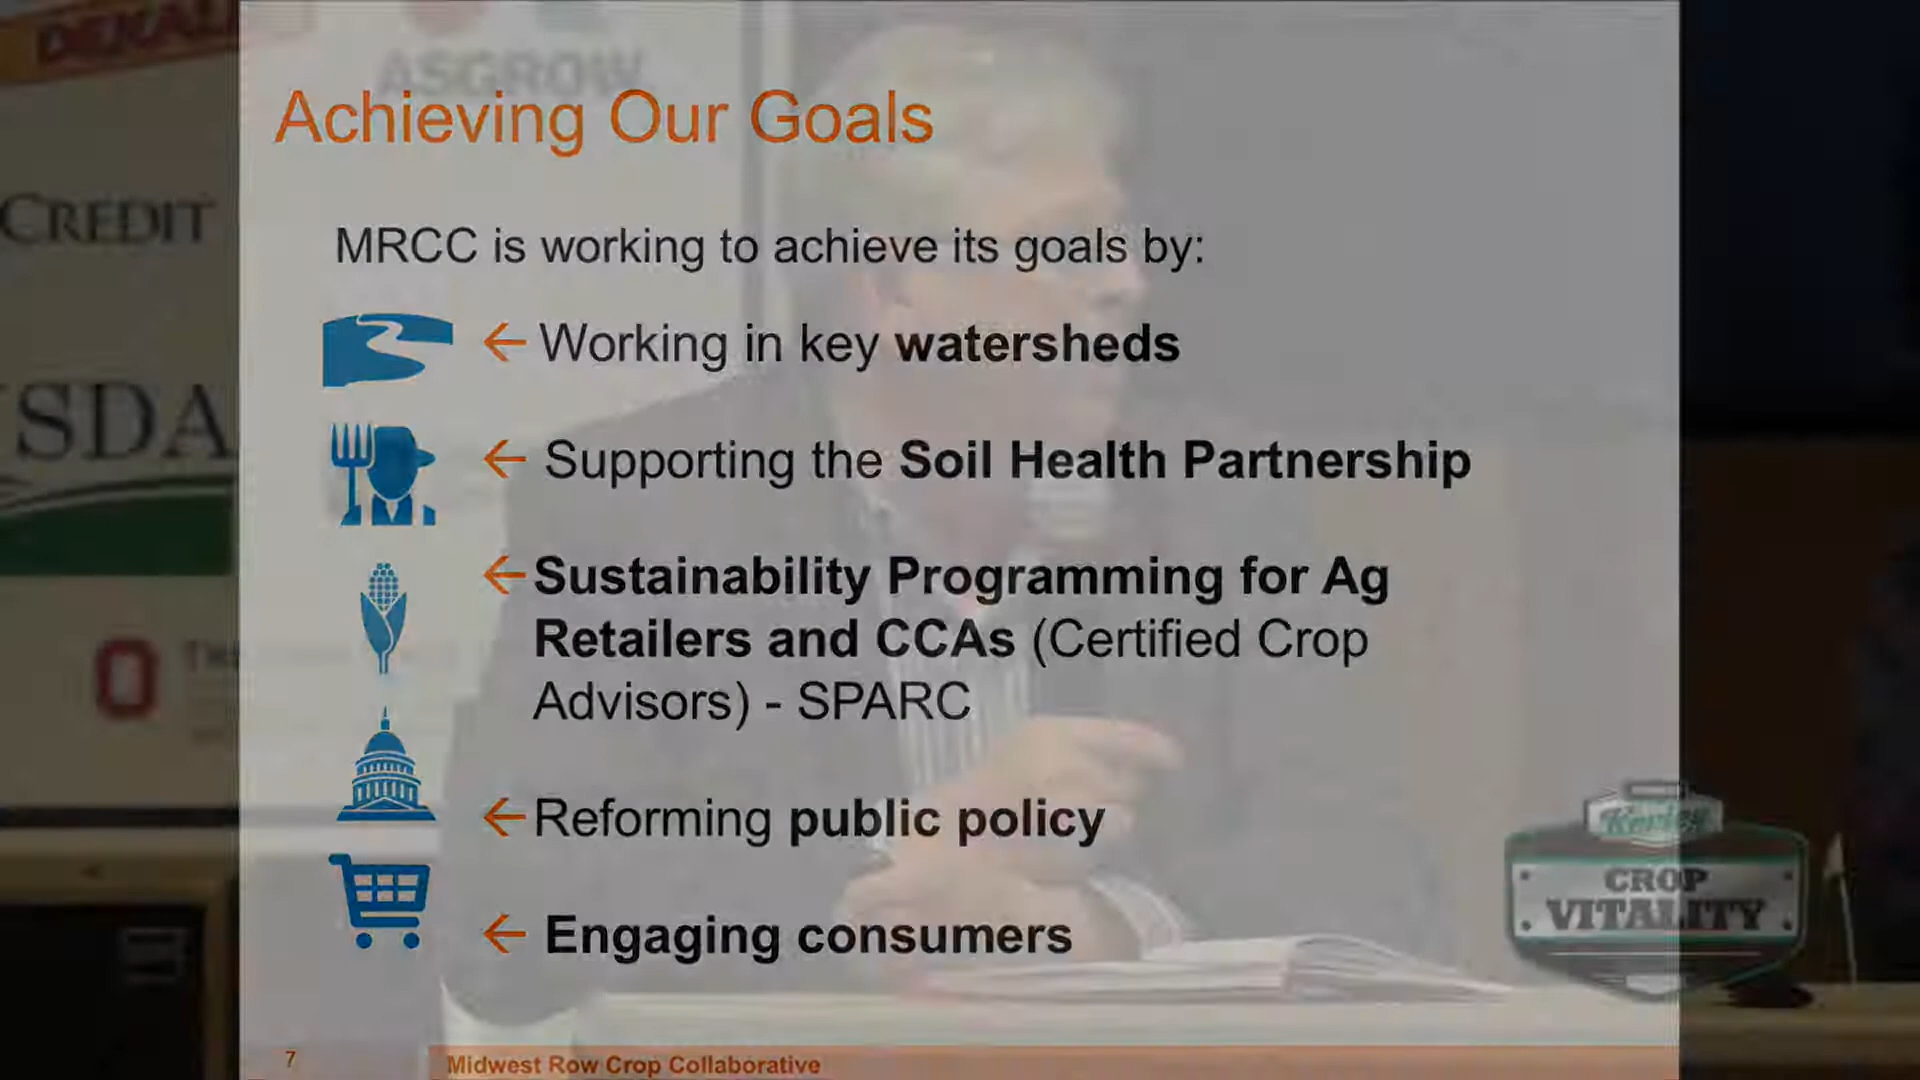 DEKALB
ASGROW
Achieving Our Goals
CREDIT
MRCC is working to achieve its goals by:
← Working in key watersheds
SDA
← Supporting the Soil Health Partnership
← Sustainability Programming for Ag
Retailers and CCAs (Certified Crop
Advisors) - SPARC
← Reforming public policy
← Engaging consumers
CROP
VITALITY
7
Midwest Row Crop Collaborative